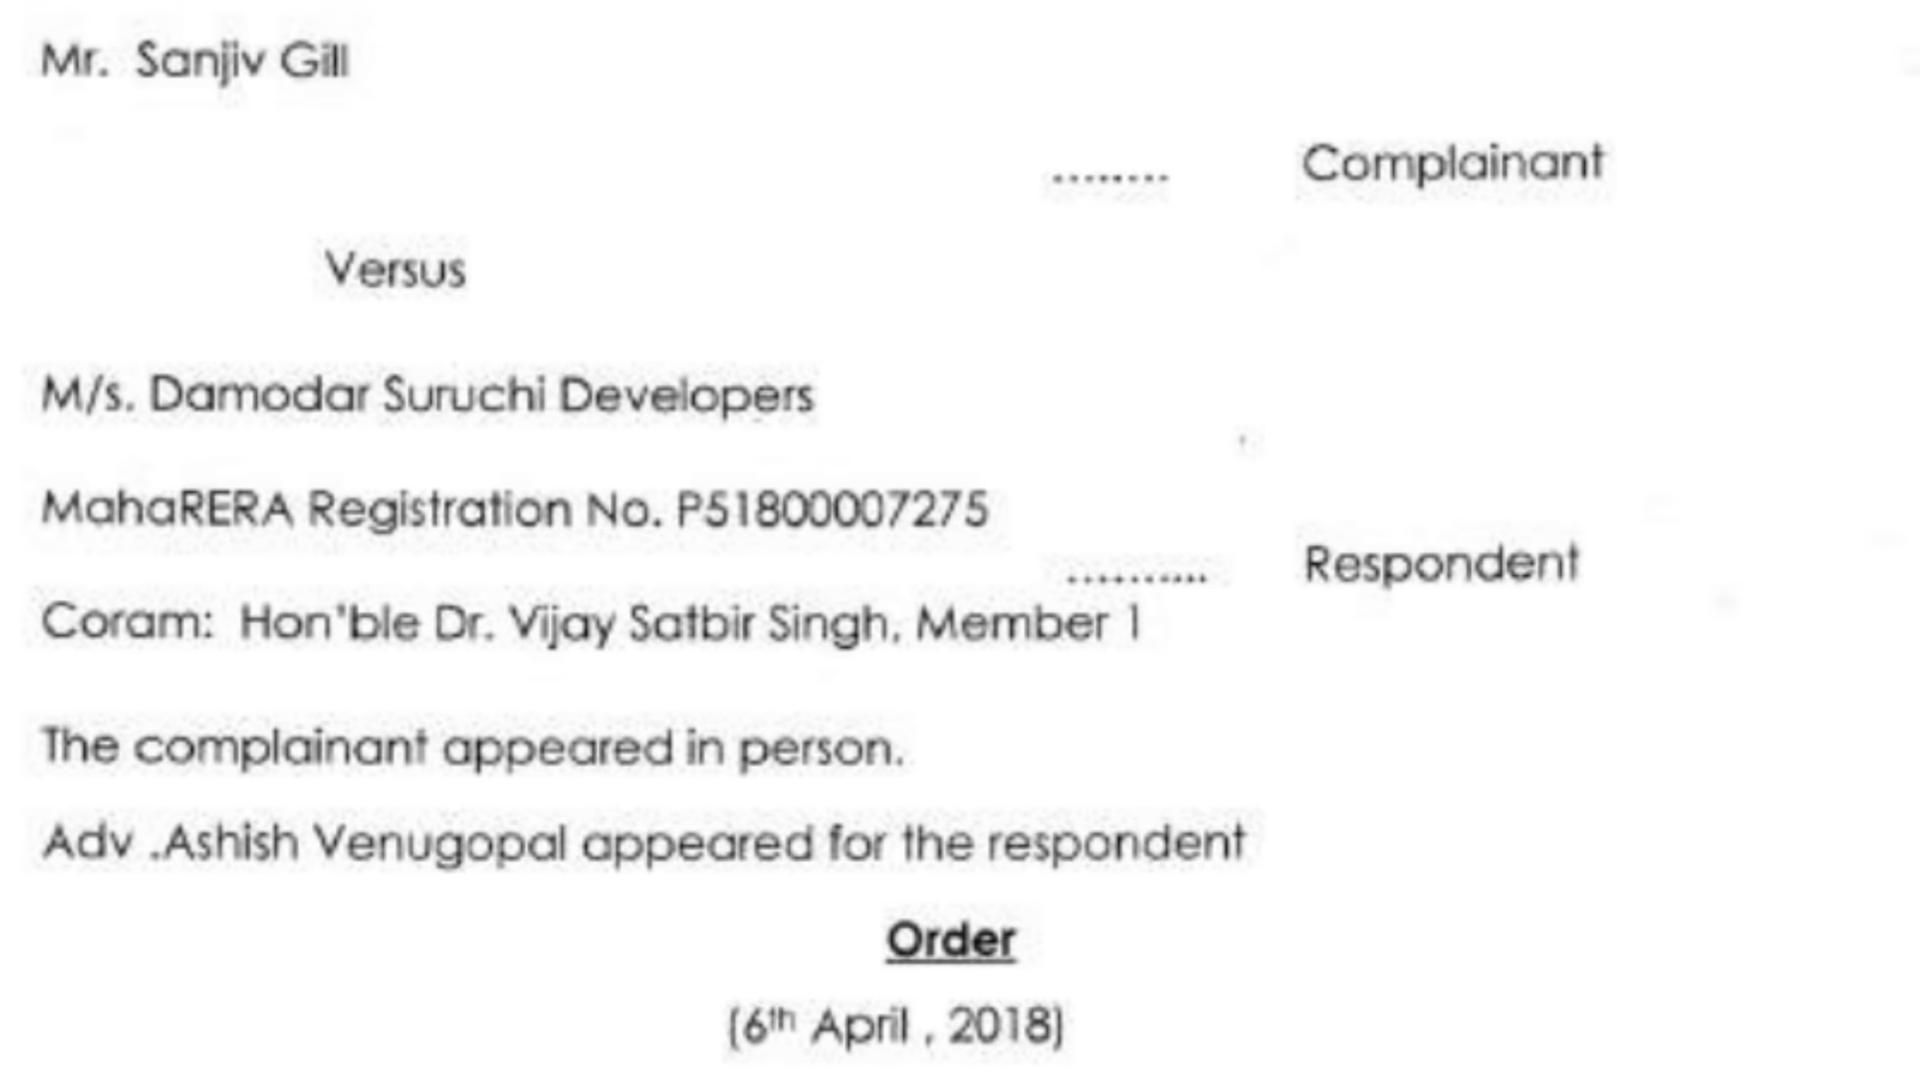 Mr. Sanjiv Gill
........ Complainant
Versus
M/s. Damodar Suruchi Developers
MahaRERA Registration No. P51800007275
.......... Respondent
Coram: Hon'ble Dr. Vijay Satbir Singh, Member 1
The complainant appeared in person.
Adv .Ashish Venugopal appeared for the respondent
Order
(6th April , 2018)